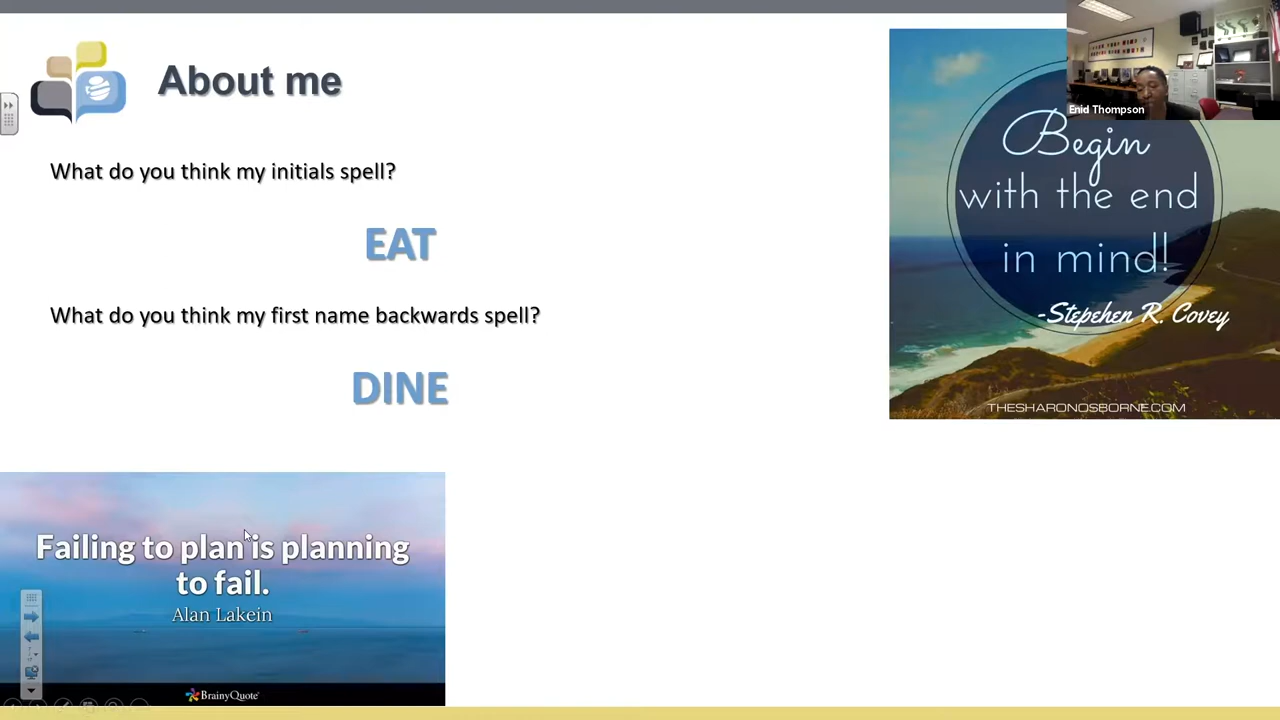 About me
What do you think my initials spell?
EAT
What do you think my first name backwards spell?
DINE
Enid Thompson
Begin
with the end
in mind!
-Stepehen R. Covey
THESHARONOSBORNE.COM
Failing to plan is planning
to fail.
Alan Lakein
BrainyQuote